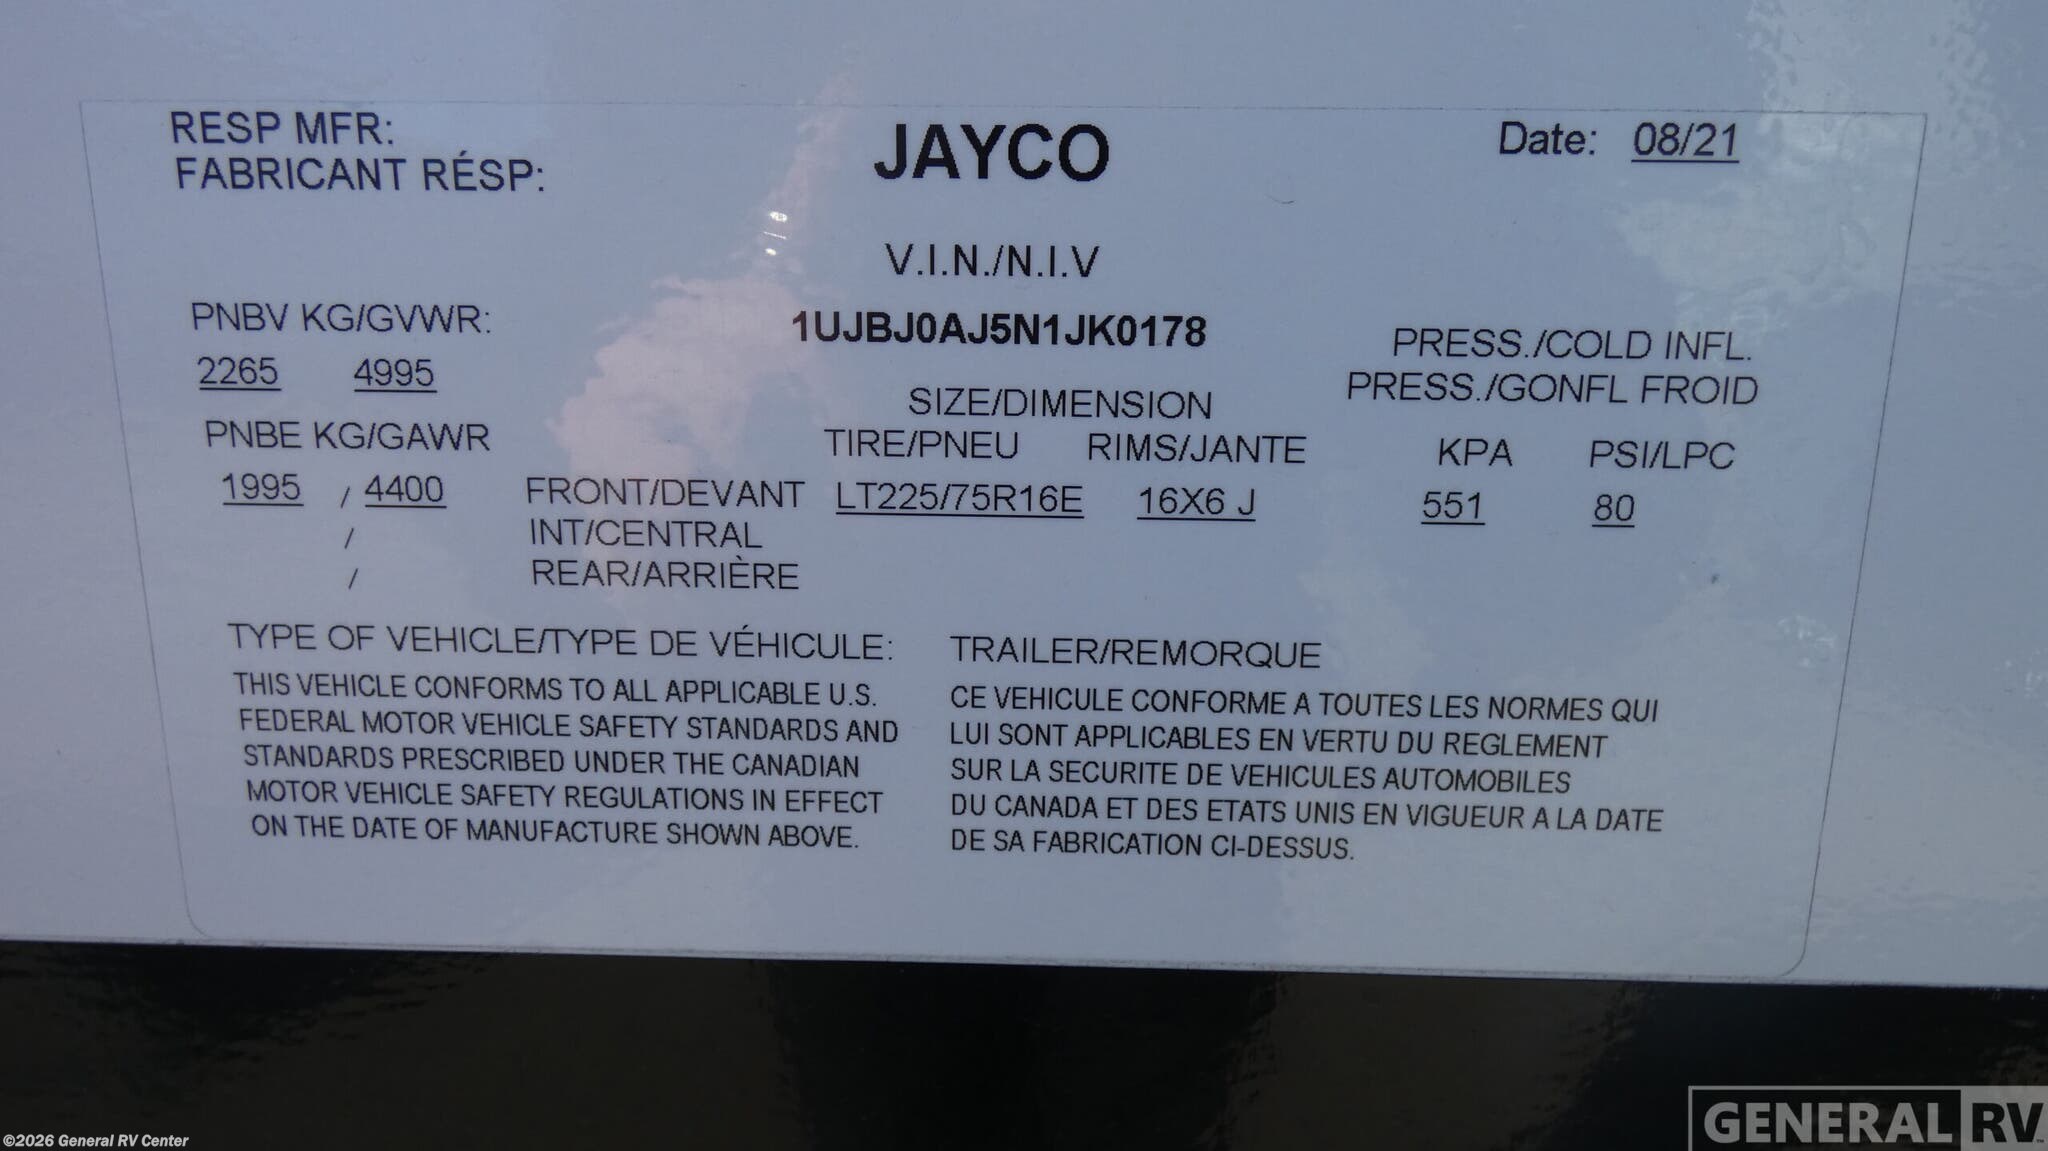 RESP MFR: JAYCO Date: 08/21
FABRICANT RÉSP:
V.I.N./N.I.V
PNBV KG/GVWR: 1UJBJ0AJ5N1JK0178 PRESS./COLD INFL.
2265 4995 SIZE/DIMENSION PRESS./GONFL FROID
PNBE KG/GAWR TIRE/PNEU RIMS/JANTE KPA PSI/LPC
1995 / 4400 FRONT/DEVANT LT225/75R16E 16X6 J 551 80
/ INT/CENTRAL
/ REAR/ARRIÈRE
TYPE OF VEHICLE/TYPE DE VÉHICULE: TRAILER/REMORQUE
THIS VEHICLE CONFORMS TO ALL APPLICABLE U.S.
FEDERAL MOTOR VEHICLE SAFETY STANDARDS AND
STANDARDS PRESCRIBED UNDER THE CANADIAN
MOTOR VEHICLE SAFETY REGULATIONS IN EFFECT
ON THE DATE OF MANUFACTURE SHOWN ABOVE.
CE VEHICULE CONFORME A TOUTES LES NORMES QUI
LUI SONT APPLICABLES EN VERTU DU REGLEMENT
SUR LA SECURITE DE VEHICULES AUTOMOBILES
DU CANADA ET DES ETATS UNIS EN VIGUEUR A LA DATE
DE SA FABRICATION CI-DESSUS.
©2026 General RV Center
GENERAL RV